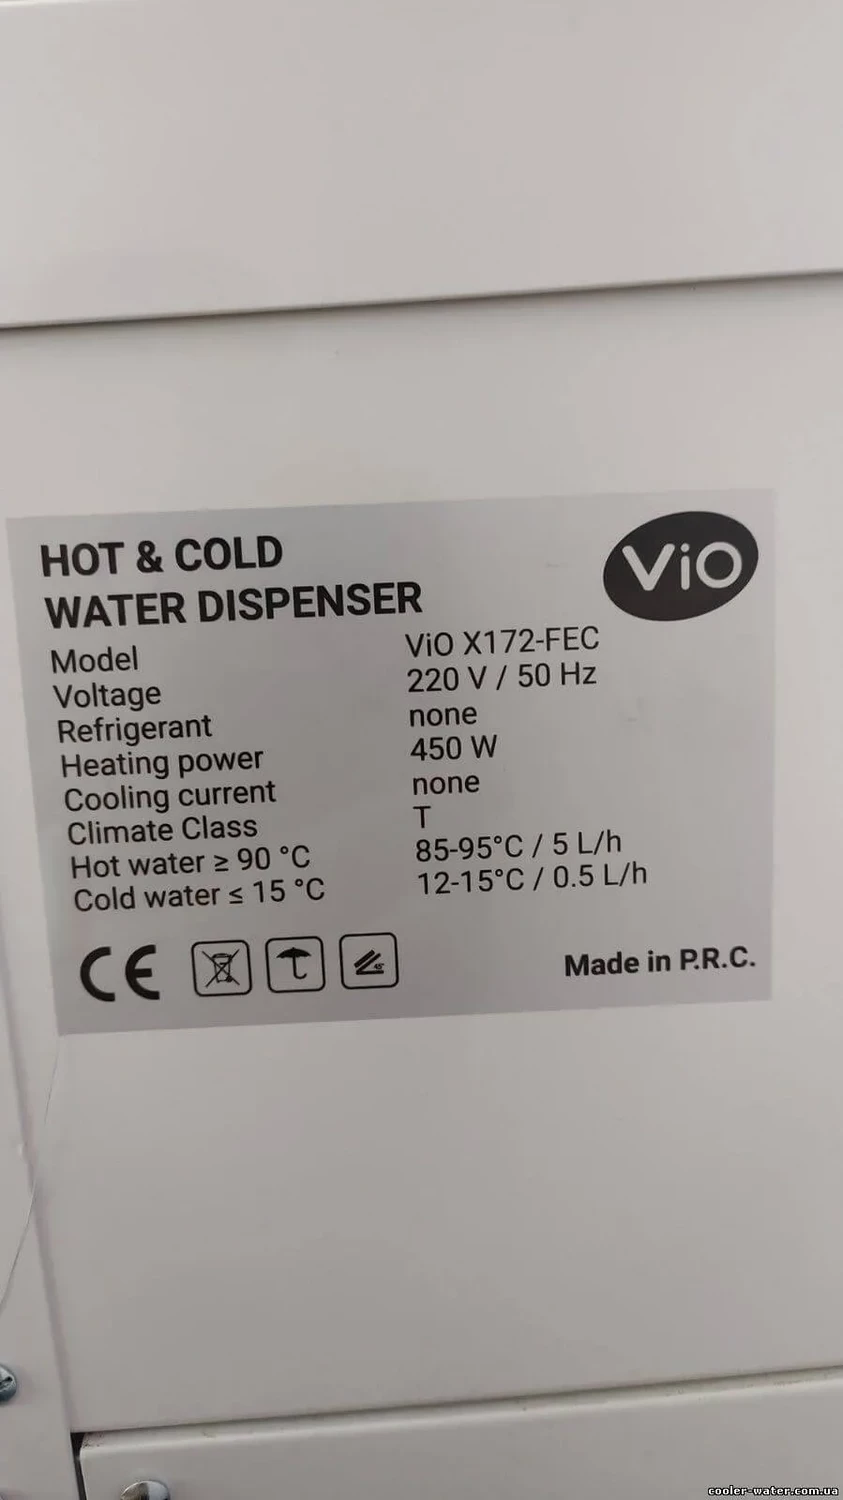 HOT & COLD
WATER DISPENSER
ViO
Model ViO X172-FEC
Voltage 220 V / 50 Hz
Refrigerant none
Heating power 450 W
Cooling current none
Climate Class T
Hot water ≥ 90 °C 85-95°C / 5 L/h
Cold water ≤ 15 °C 12-15°C / 0.5 L/h
CE
Made in P.R.C.
cooler-water.com.ua